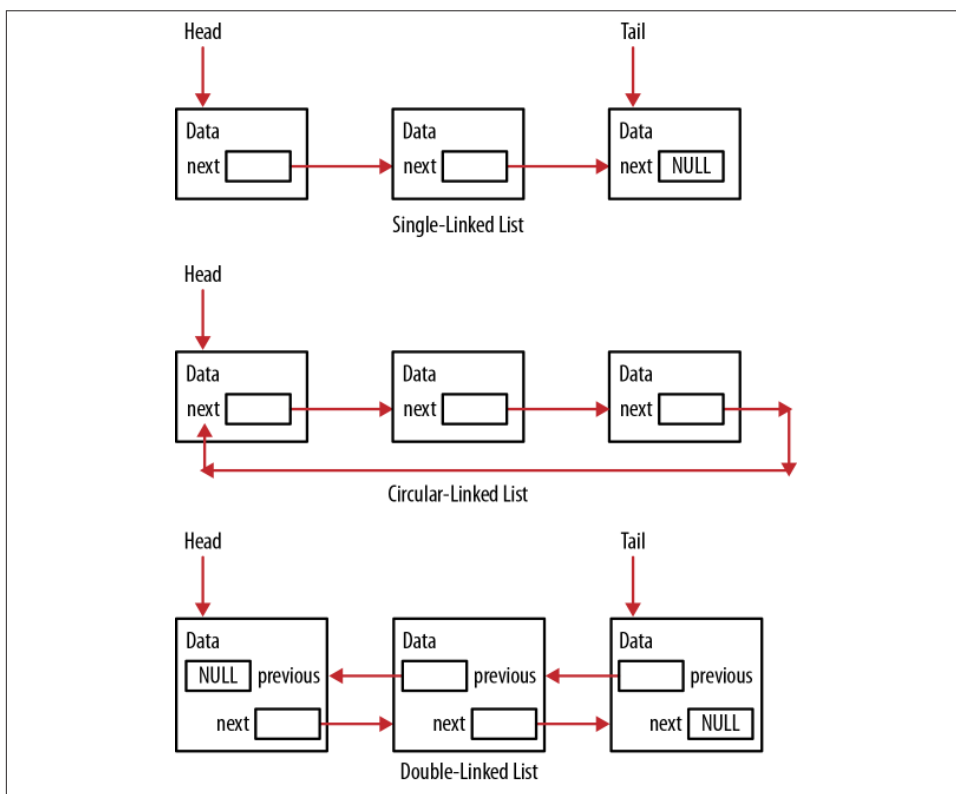 Head Tail
Data Data Data
next next next NULL
Single-Linked List
Head
Data Data Data
next next next
Circular-Linked List
Head Tail
Data Data Data
NULL previous previous previous
next next next NULL
Double-Linked List